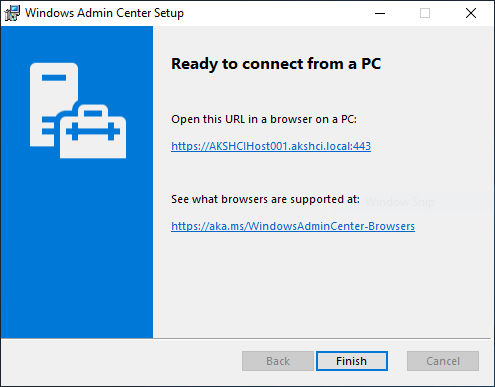 Windows Admin Center Setup
Ready to connect from a PC
Open this URL in a browser on a PC:
https://AKSHCIHost001.akshci.local:443
See what browsers are supported at:
Window Snip
https://aka.ms/WindowsAdminCenter-Browsers
Back
Finish
Cancel